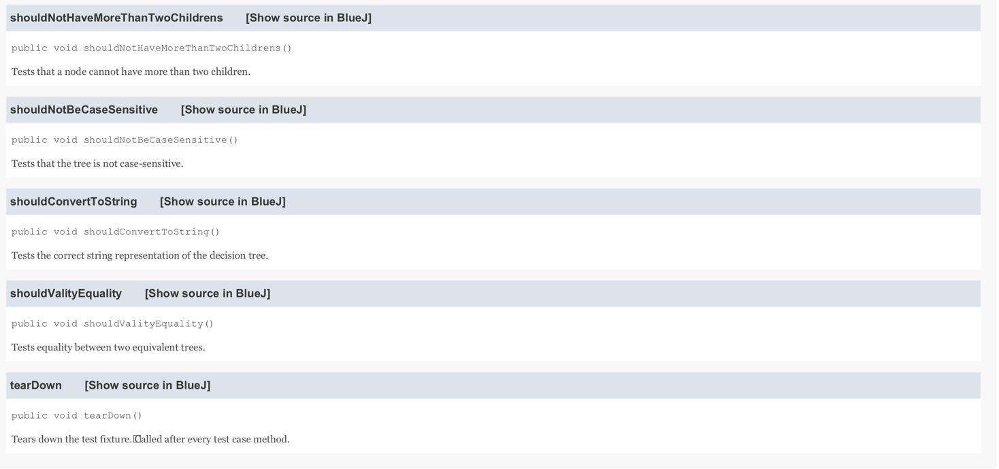 shouldNotHaveMoreThanTwoChildrens [Show source in BlueJ]
public void shouldNotHaveMoreThanTwoChildrens()
Tests that a node cannot have more than two children.
shouldNotBeCaseSensitive [Show source in BlueJ]
public void shouldNotBeCaseSensitive()
Tests that the tree is not case-sensitive.
shouldConvertToString [Show source in BlueJ]
public void shouldConvertToString()
Tests the correct string representation of the decision tree.
shouldValityEquality [Show source in BlueJ]
public void shouldValityEquality()
Tests equality between two equivalent trees.
tearDown [Show source in BlueJ]
public void tearDown()
Tears down the test fixture. Called after every test case method.